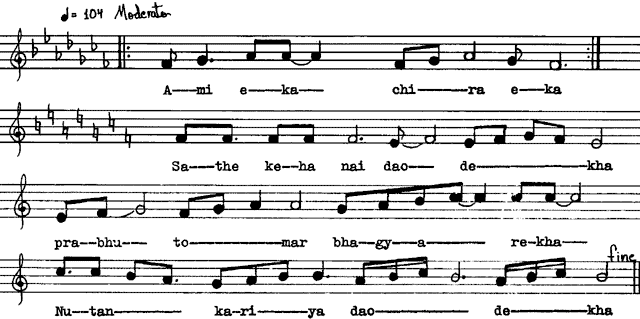 ♩= 104 Moderato
A---mi e----ka---- chi----ra e---ka
Sa---the ke--ha nai dao-- de-----------kha
pra--bhu-- to-----------mar bha--gy---a---- re-kha---
fine
Nu--tan------ ka--ri---ya dao------- de-------kha